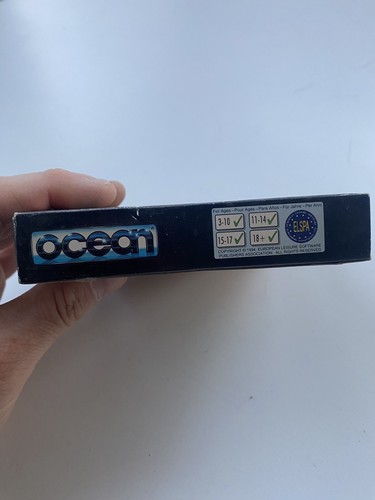 ocean
For Ages - Pour Ages - Para Años - Für Jahre - Per Anni
3-10 11-14
15-17 18+
ELSPA
COPYRIGHT © 1994, EUROPEAN LEISURE SOFTWARE
PUBLISHERS ASSOCIATION. ALL RIGHTS RESERVED